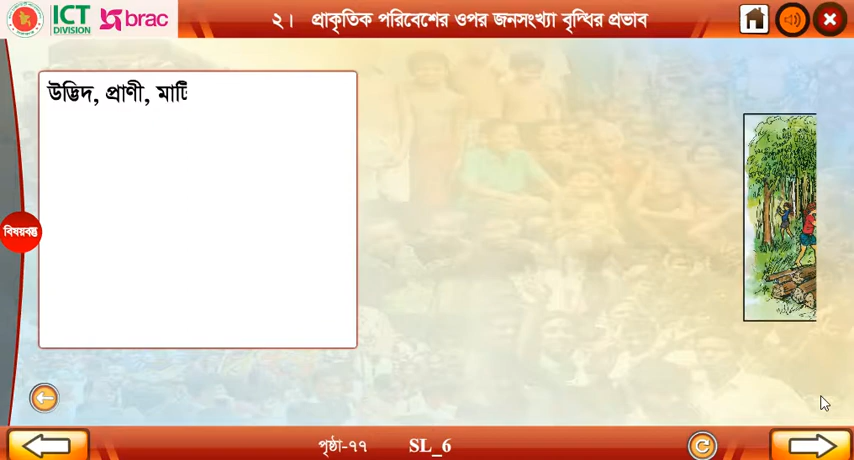 ICT
DIVISION
brac
২। প্রাকৃতিক পরিবেশের ওপর জনসংখ্যা বৃদ্ধির প্রভাব
উদ্ভিদ, প্রাণী, মাটি
বিষয়বস্তু
পৃষ্ঠা-৭৭ SL_6